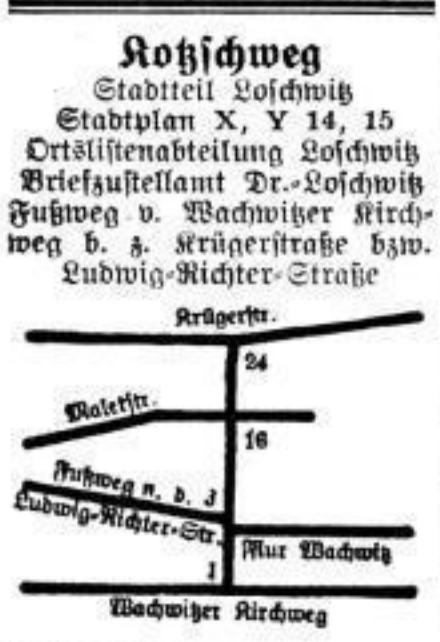 Kotzschweg
Stadtteil Loschwitz
Stadtplan X, Y 14, 15
Ortslistenabteilung Loschwitz
Briefzustellamt Dr.-Loschwitz
Fußweg v. Wachwitzer Kirch-
weg b. z. Krügerstraße bzw.
Ludwig-Richter-Straße
Krügerstr.
24
Malerstr.
16
Fußweg n. d.
3
Ludwig-Richter-Str.
Flur Wachwitz
1
Wachwitzer Kirchweg